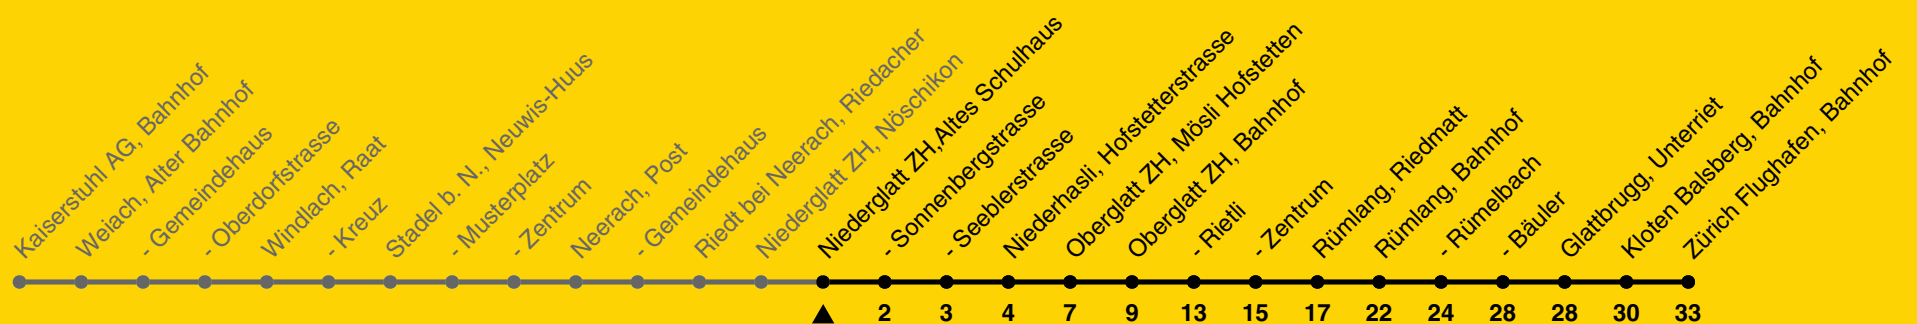 Kaiserstuhl AG, Bahnhof
Weiach, Alter Bahnhof
- Gemeindehaus
- Oberdorfstrasse
Windlach, Raat
- Kreuz
Stadel b. N., Neuwis-Huus
- Musterplatz
- Zentrum
Neerach, Post
- Gemeindehaus
Riedt bei Neerach, Riedacher
Niederglatt ZH, Nöschikon
Niederglatt ZH,Altes Schulhaus
- Sonnenbergstrasse
- Seeblerstrasse
Niederhasli, Hofstetterstrasse
Oberglatt ZH, Mösli Hofstetten
Oberglatt ZH, Bahnhof
- Rietli
- Zentrum
Rümlang, Riedmatt
Rümlang, Bahnhof
- Rümelbach
- Bäuler
Glattbrugg, Unterriet
Kloten Balsberg, Bahnhof
Zürich Flughafen, Bahnhof
2 3 4 7 9 13 15 17 22 24 28 28 30 33